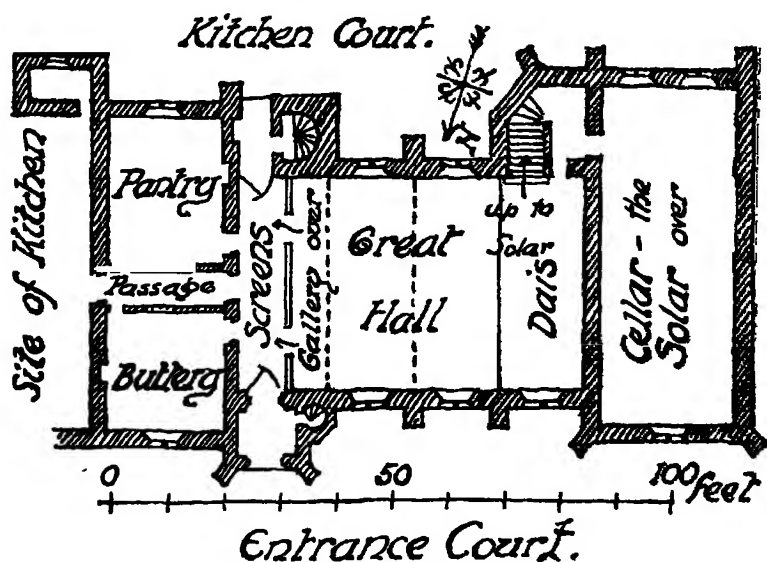 Kitchen Court.
N
S
E
W
Site of Kitchen
Pantry
Passage
Buttery
Screens
Gallery over
Great
Hall
up to
Solar
Dais
Cellar - the
Solar over
0 50 100 feet
Entrance Court.